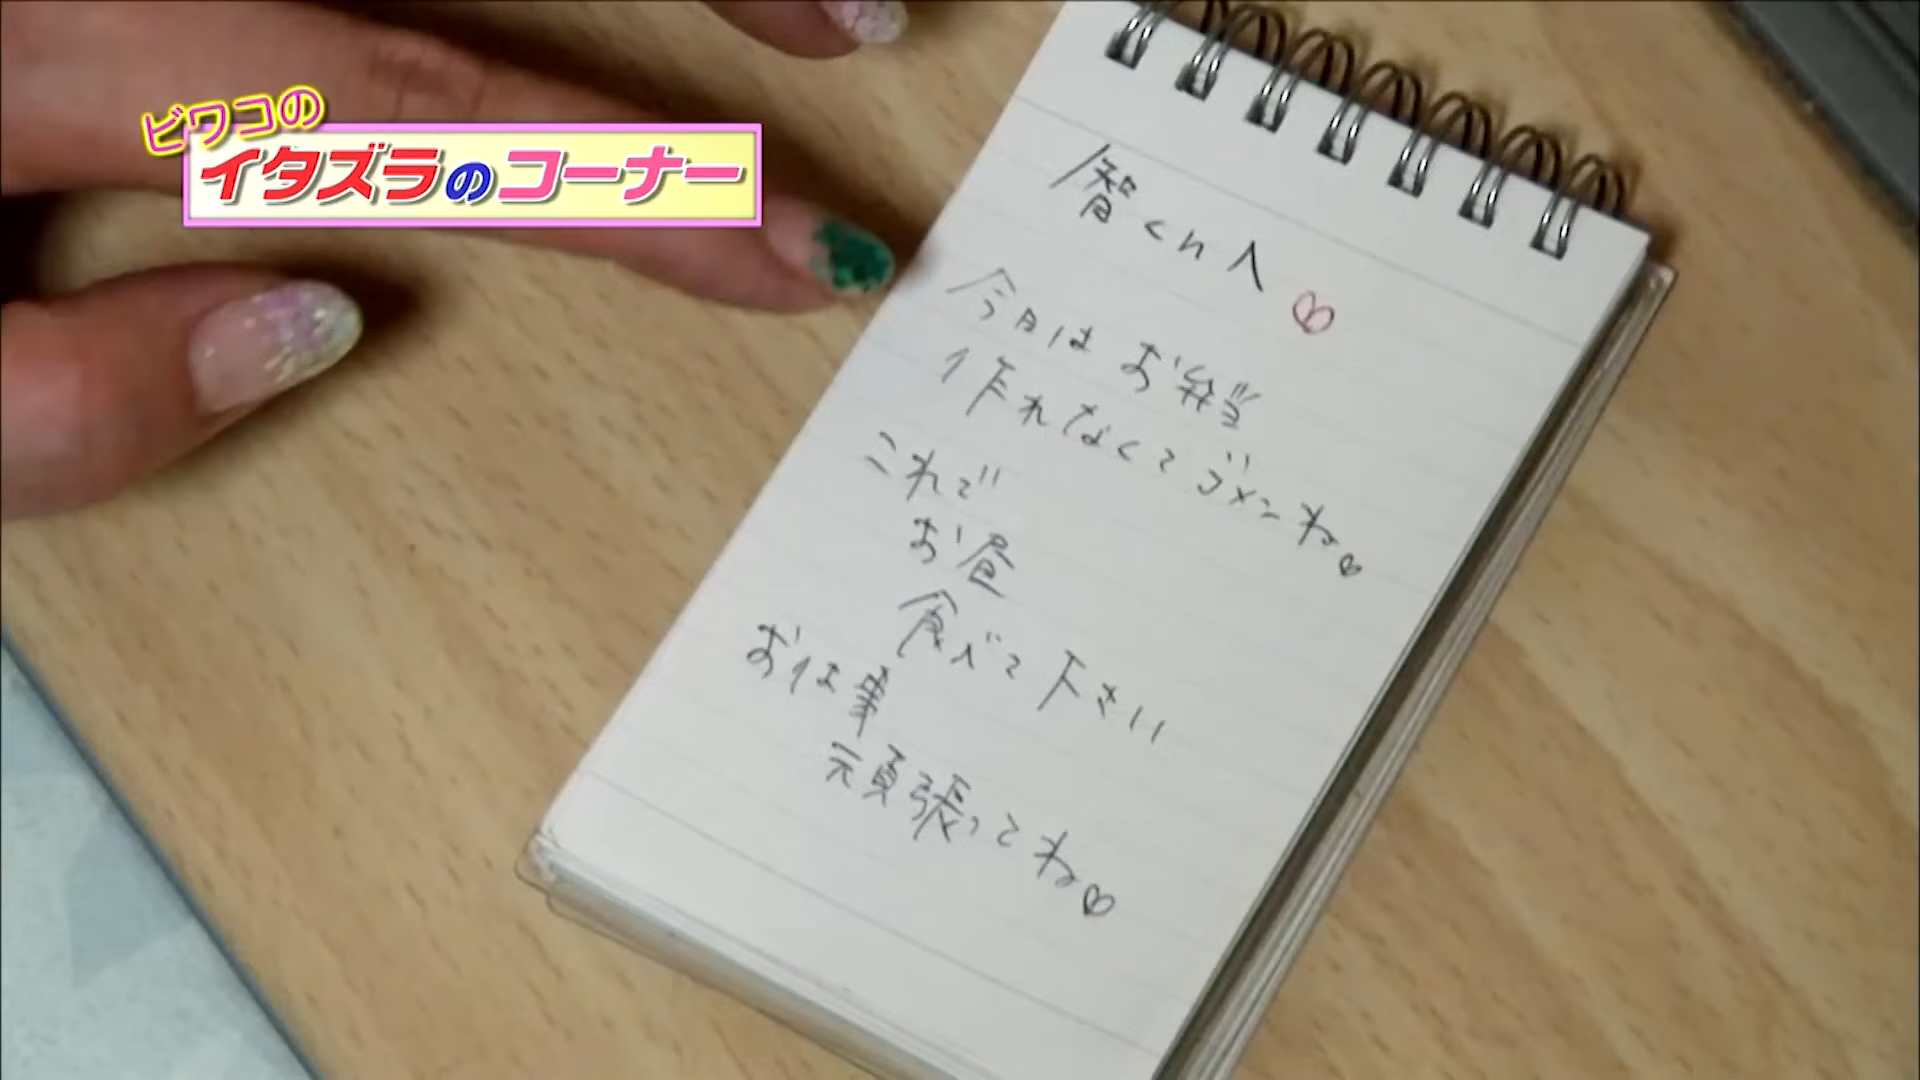 ビワコの
イタズラのコーナー
智くんへ♡
今日はお弁当
作れなくてゴメンね♡
これで
お昼
食べて下さい
お仕事
頑張ってね♡